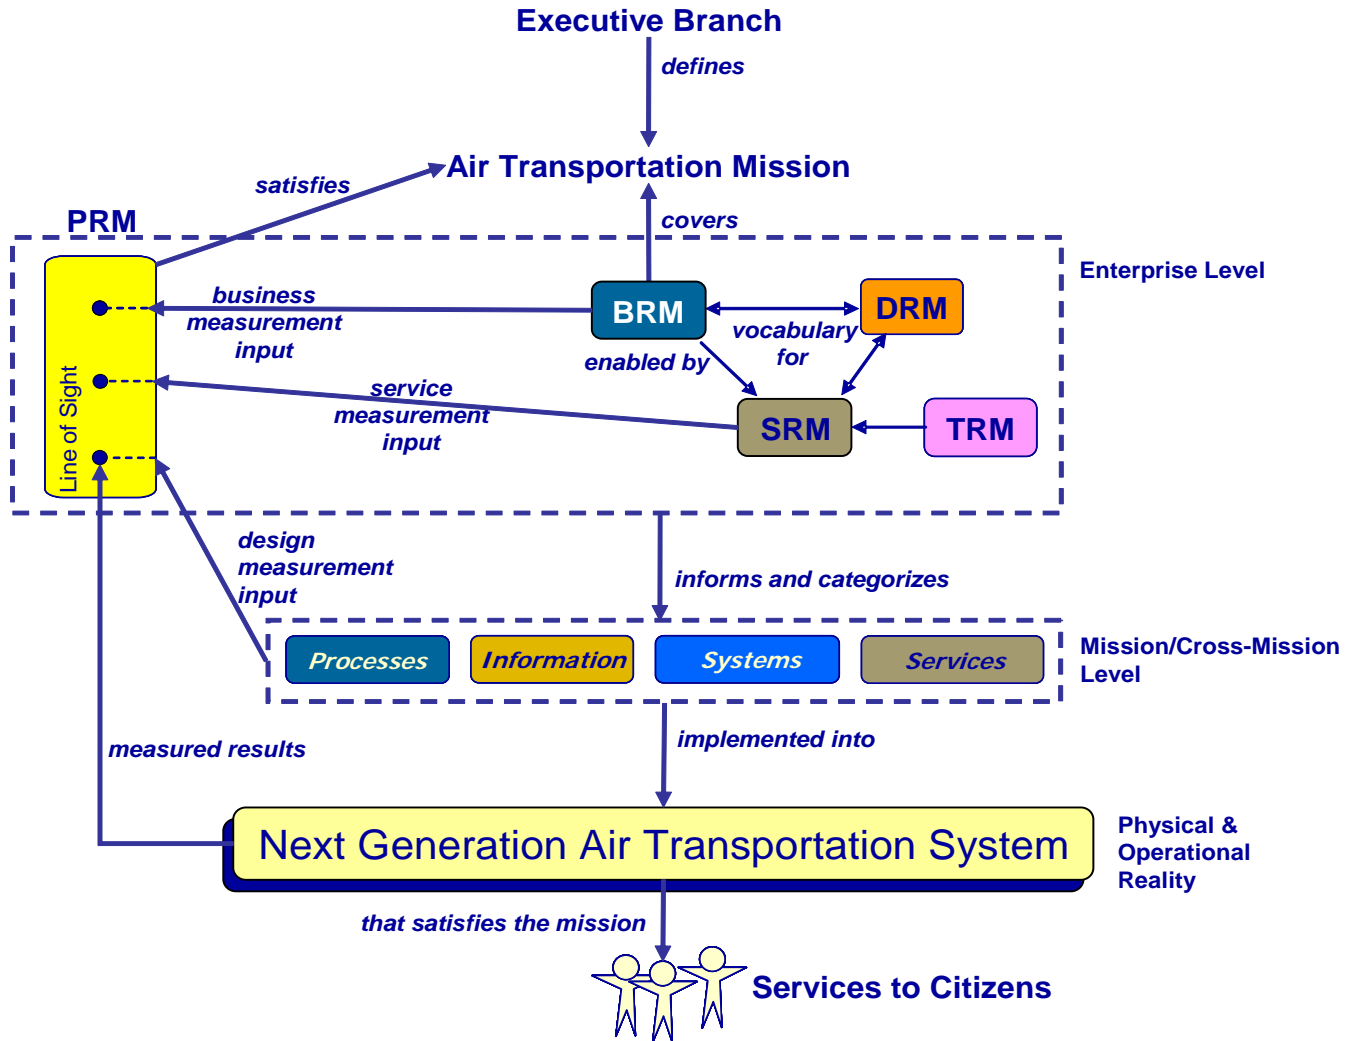 Executive Branch
defines
Air Transportation Mission
satisfies
covers
PRM
Enterprise Level
Line of Sight
business
measurement
input
BRM
DRM
vocabulary
for
enabled by
service
measurement
input
SRM
TRM
design
measurement
input
informs and categorizes
Processes
Information
Systems
Services
Mission/Cross-Mission
Level
measured results
implemented into
Next Generation Air Transportation System
Physical &
Operational
Reality
that satisfies the mission
Services to Citizens